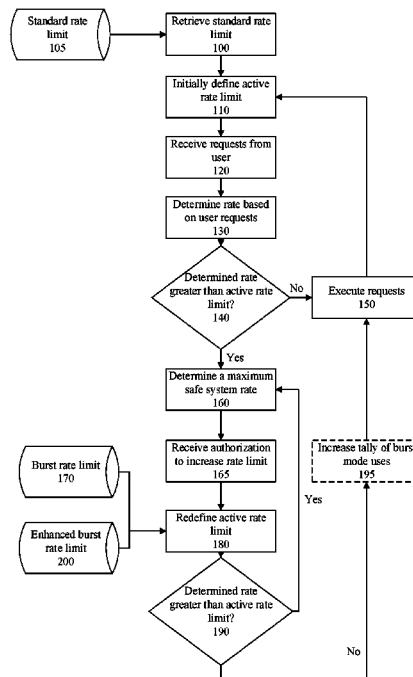 Standard rate
limit
105
Retrieve standard rate
limit
100
Initially define active
rate limit
110
Receive requests from
user
120
Determine rate based
on user requests
130
Determined rate
greater than active rate
limit?
140
No
Execute requests
150
Yes
Determine a maximum
safe system rate
160
Receive authorization
to increase rate limit
165
Increase tally of burst
mode uses
195
Burst rate limit
170
Yes
Redefine active rate
limit
180
Enhanced burst
rate limit
200
Determined rate
greater than active rate
limit?
190
No